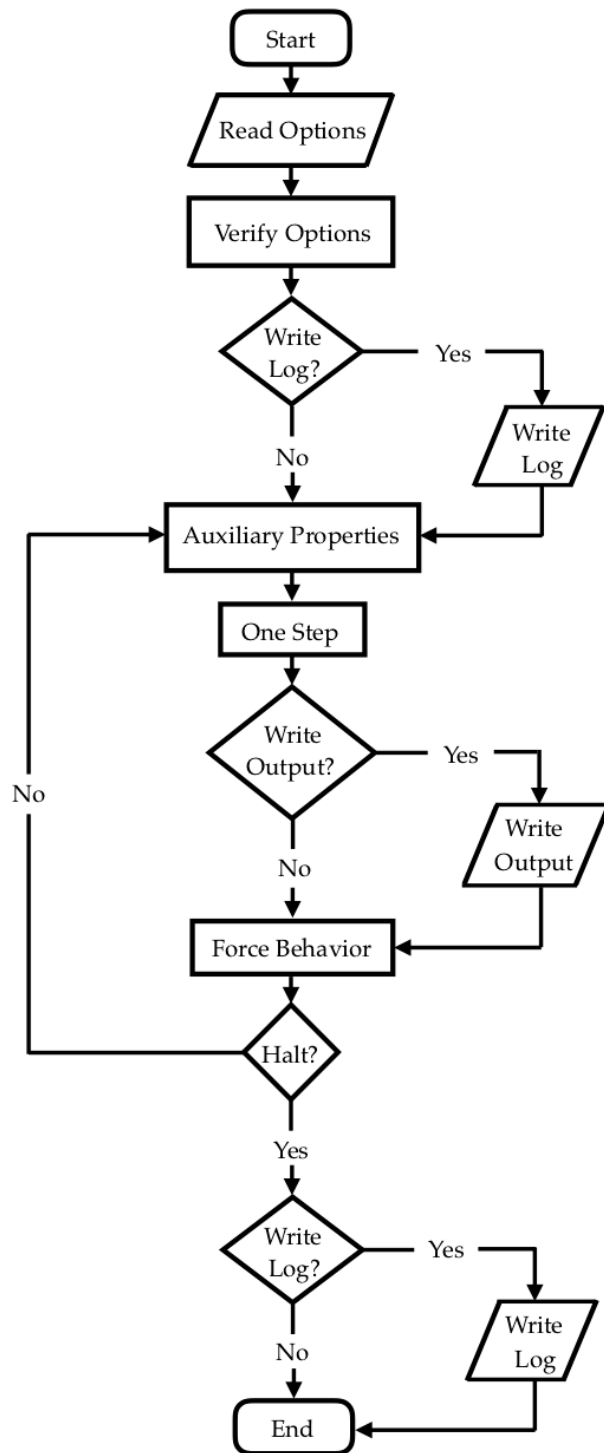 Start
Read Options
Verify Options
Write
Log?
Yes
Write
Log
No
Auxiliary Properties
One Step
Write
Output?
Yes
Write
Output
No
No
Force Behavior
Halt?
Yes
Write
Log?
Yes
Write
Log
No
End